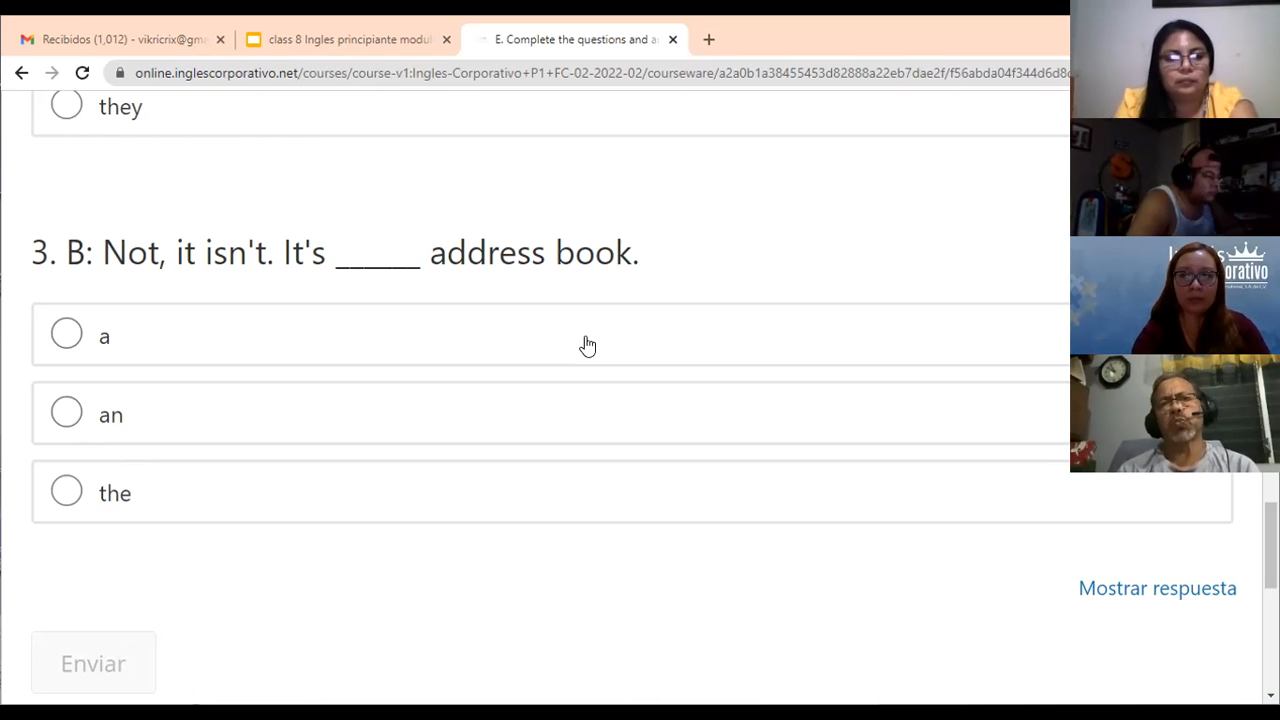 Recibidos (1,012) - vikricrix@gma
class 8 Ingles principiante modul
E. Complete the questions and a
online.inglescorporativo.net/courses/course-v1:Ingles-Corporativo+P1+FC-02-2022-02/courseware/a2a0b1a38455453d82888a22eb7dae2f/f56abda04f344d6d8
they
3. B: Not, it isn't. It's ______ address book.
a
an
the
Mostrar respuesta
Enviar